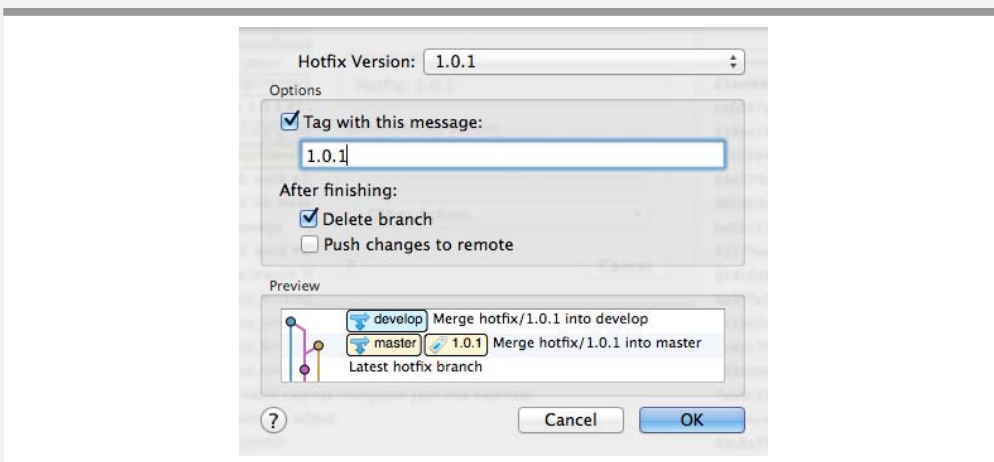 Hotfix Version: 1.0.1
Options
Tag with this message:
1.0.1
After finishing:
Delete branch
Push changes to remote
Preview
develop Merge hotfix/1.0.1 into develop
master 1.0.1 Merge hotfix/1.0.1 into master
Latest hotfix branch
? Cancel OK